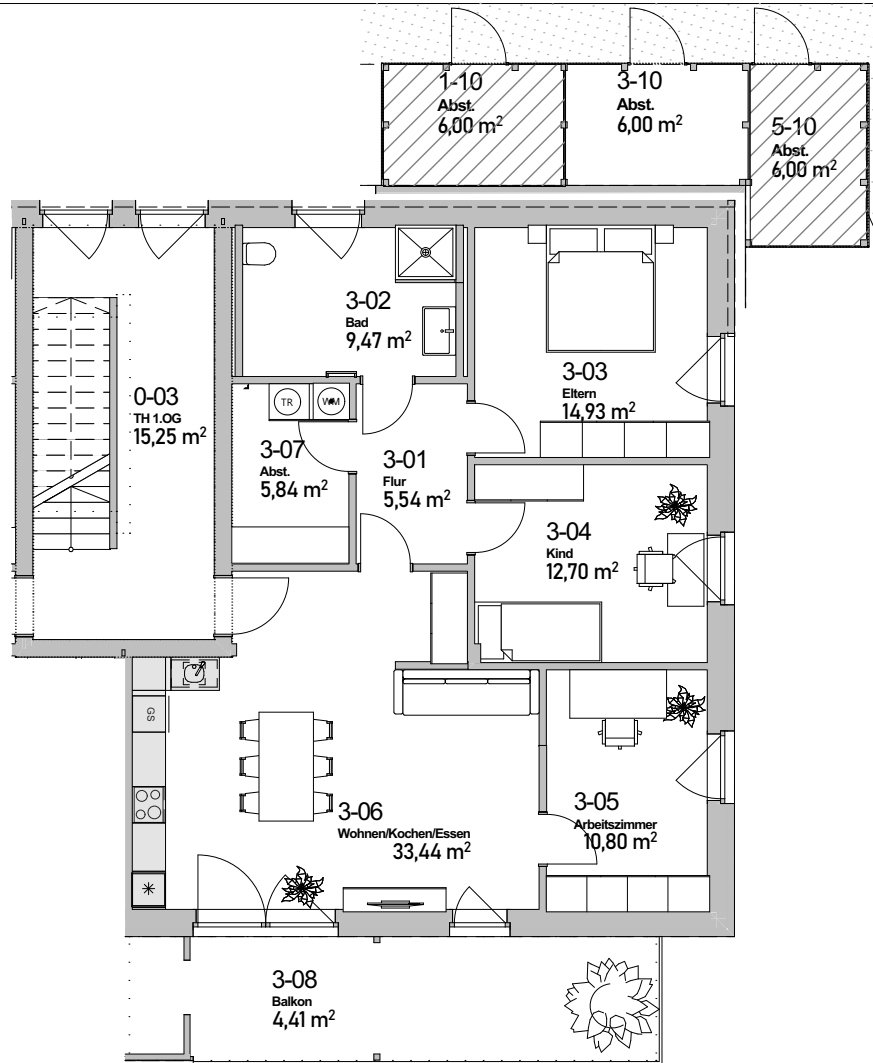 1-10
Abst.
6,00 m²
3-10
Abst.
6,00 m²
5-10
Abst.
6,00 m²
3-02
Bad
9,47 m²
3-03
Eltern
14,93 m²
0-03
TH 1.OG
15,25 m²
TR
WM
3-07
Abst.
5,84 m²
3-01
Flur
5,54 m²
3-04
Kind
12,70 m²
GS
3-06
Wohnen/Kochen/Essen
33,44 m²
3-05
Arbeitszimmer
10,80 m²
3-08
Balkon
4,41 m²